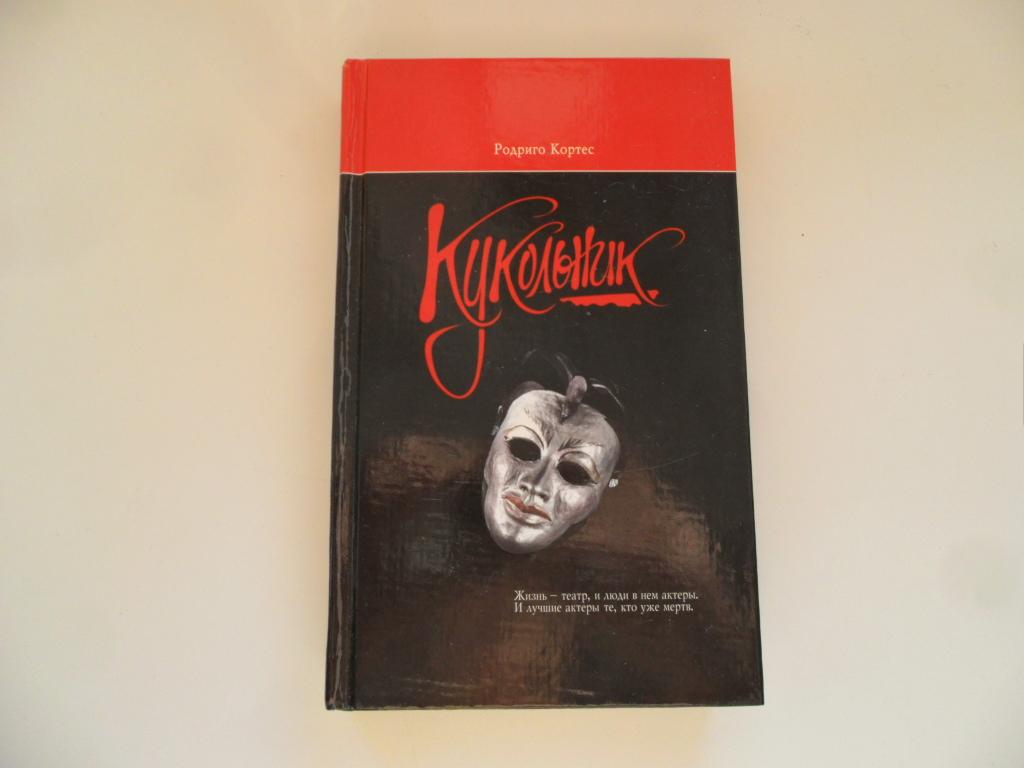 Родриго Кортес
Кукольник
Жизнь – театр, и люди в нем актеры.
И лучшие актеры те, кто уже мертв.